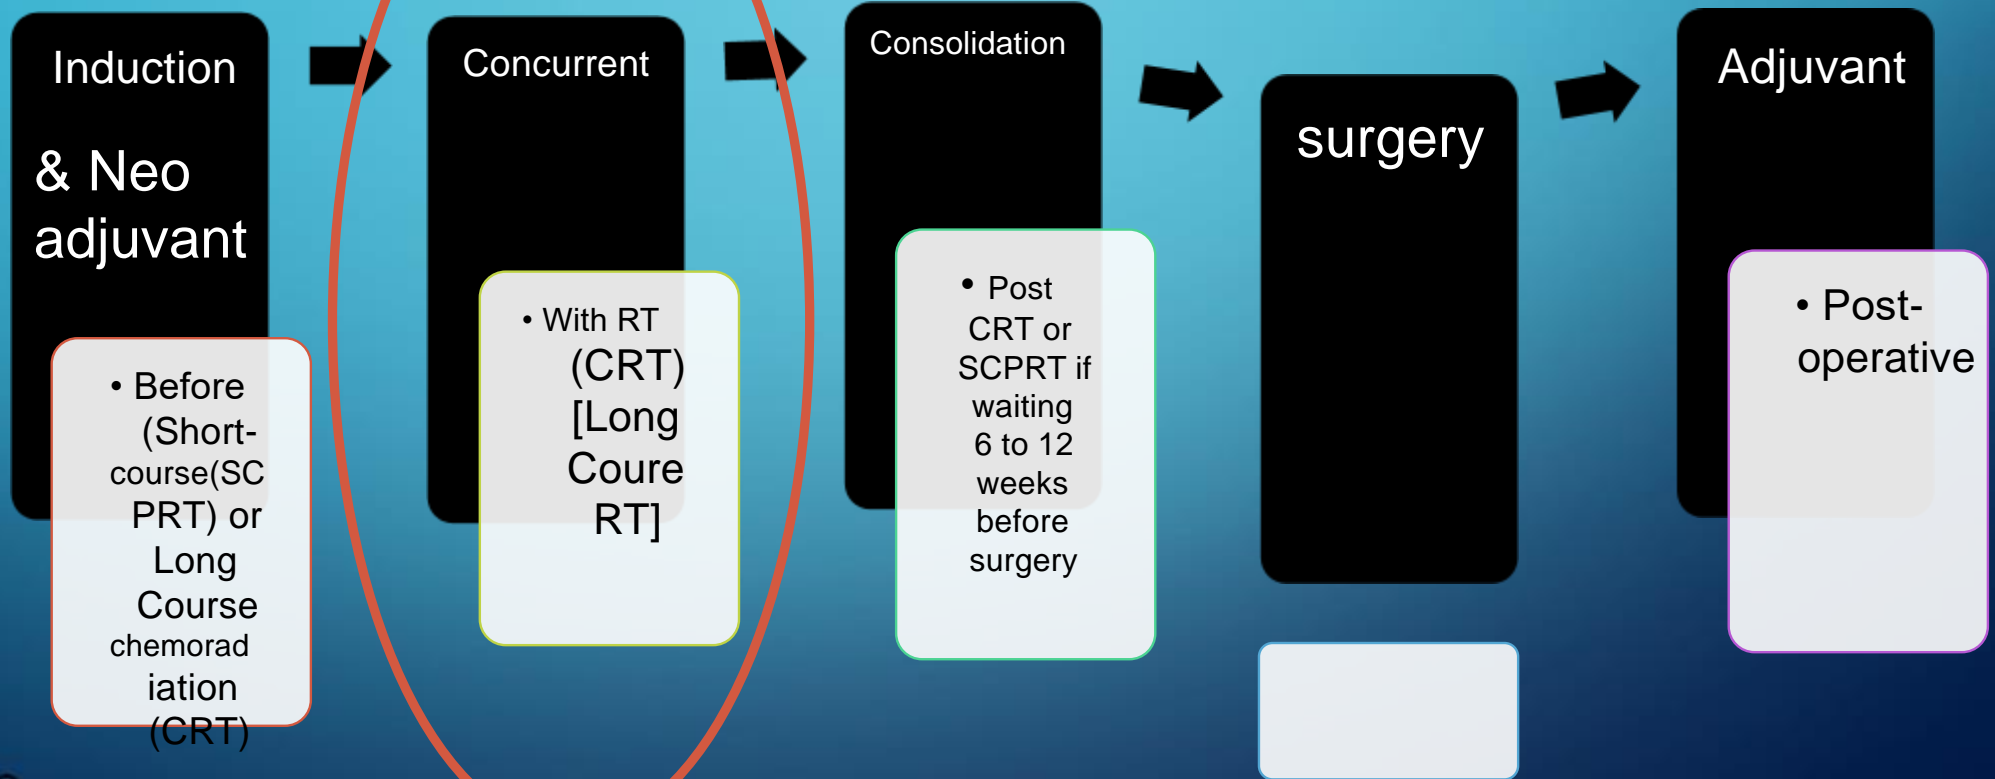 Induction
& Neo
adjuvant
• Before
(Short-
course(SC
PRT) or
Long
Course
chemorad
iation
(CRT)
Concurrent
• With RT
(CRT)
[Long
Coure
RT]
Consolidation
• Post
CRT or
SCPRT if
waiting
6 to 12
weeks
before
surgery
surgery
Adjuvant
• Post-
operative